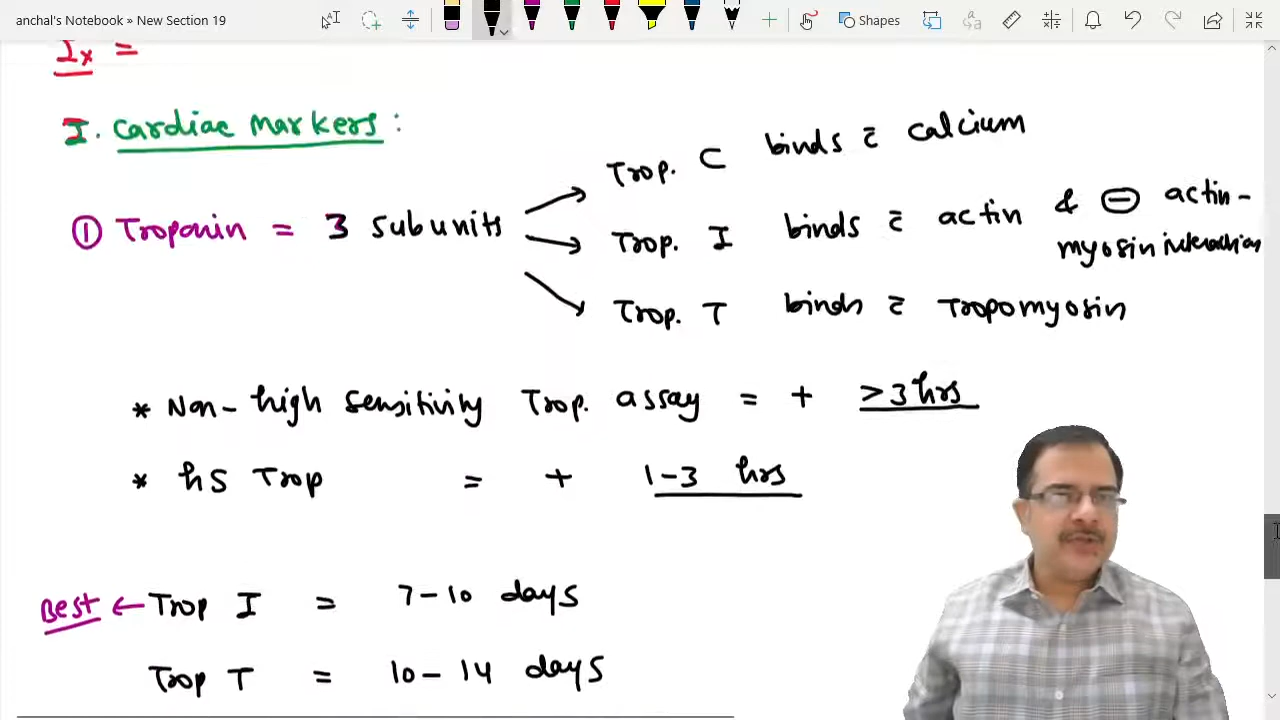 anchal's Notebook » New Section 19
Shapes
Ix =
I. Cardiac Markers:
① Troponin = 3 subunits
Trop. C binds c̄ calcium
Trop. I binds c̄ actin & ⊖ actin-
myosin interaction
Trop. T binds c̄ Tropomyosin
* Non-high sensitivity Trop. assay = + >3 hrs
* hS Trop = + 1-3 hrs
Best ← Trop I = 7-10 days
Trop T = 10-14 days